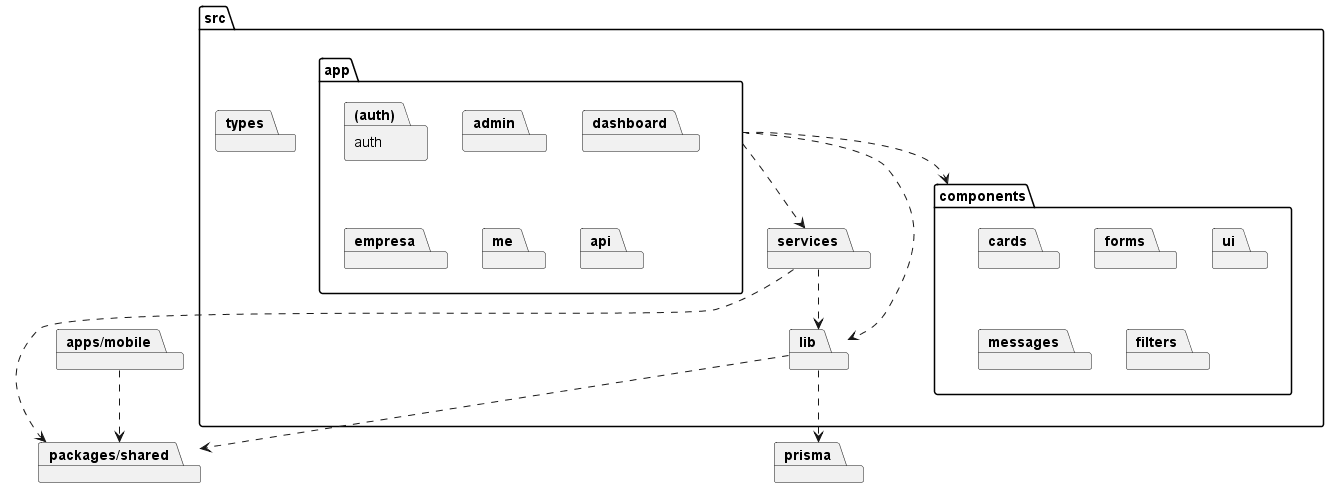 src
app
types
(auth)
auth
admin
dashboard
components
empresa
me
api
services
cards
forms
ui
apps/mobile
lib
messages
filters
packages/shared
prisma